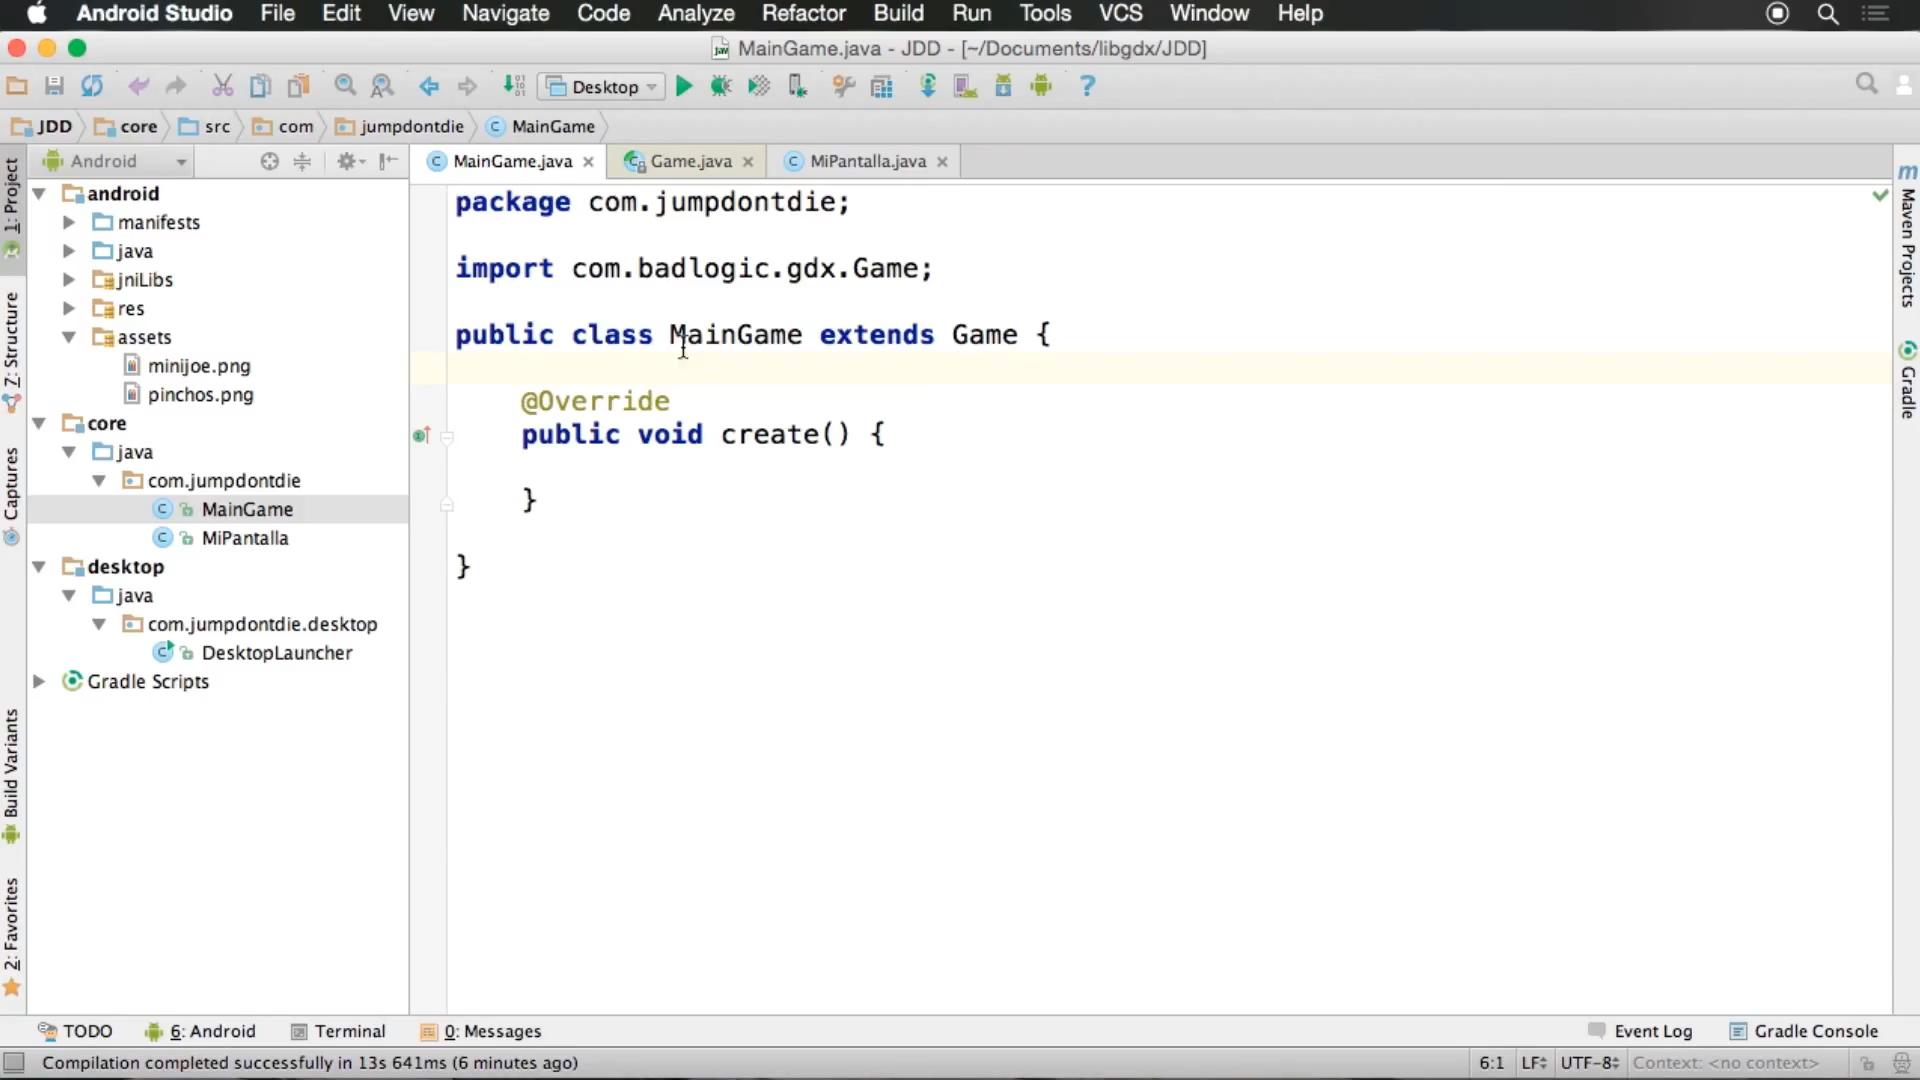 Android Studio File Edit View Navigate Code Analyze Refactor Build Run Tools VCS Window Help
MainGame.java - JDD - [~/Documents/libgdx/JDD]
Desktop
JDD core src com jumpdontdie MainGame
Android
MainGame.java Game.java MiPantalla.java
1: Project
7: Structure
Captures
Build Variants
2: Favorites
android
manifests
java
jniLibs
res
assets
minijoe.png
pinchos.png
core
java
com.jumpdontdie
MainGame
MiPantalla
desktop
java
com.jumpdontdie.desktop
DesktopLauncher
Gradle Scripts
package com.jumpdontdie;
import com.badlogic.gdx.Game;
public class MainGame extends Game {
@Override
public void create() {
}
}
Maven Projects
Gradle
TODO 6: Android Terminal 0: Messages Event Log Gradle Console
Compilation completed successfully in 13s 641ms (6 minutes ago) 6:1 LF UTF-8 Context: <no context>